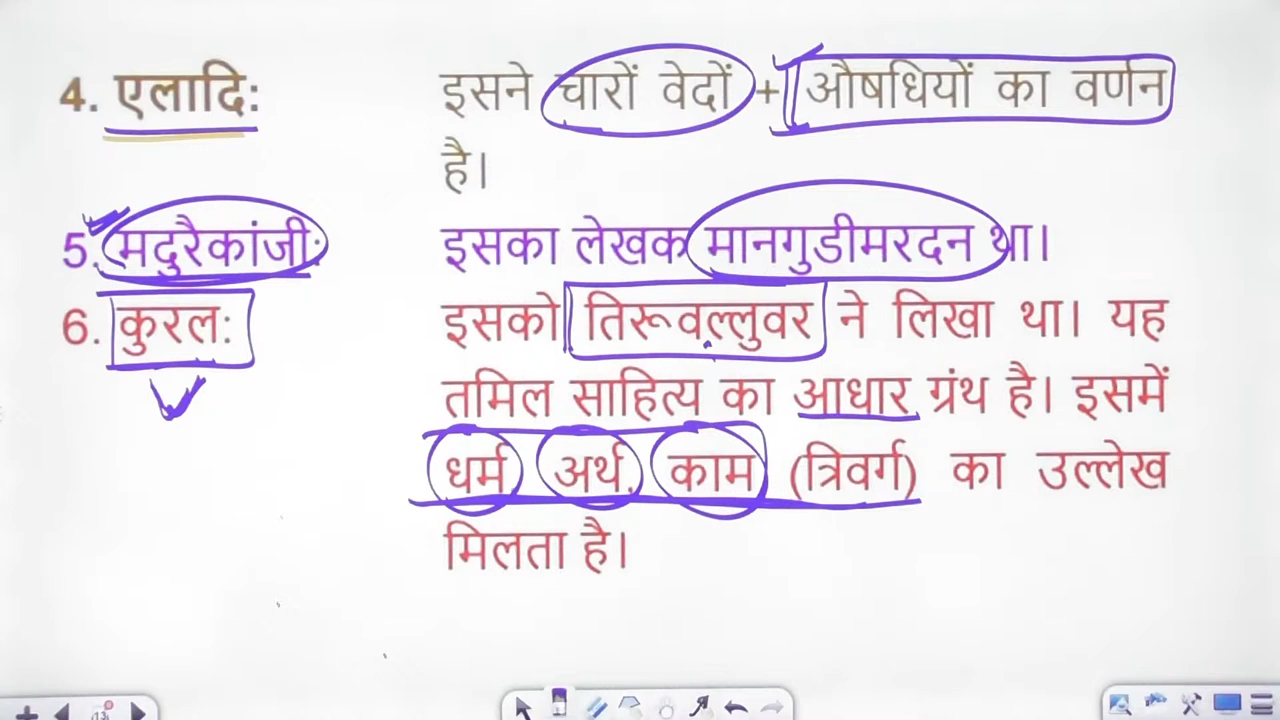 4. एलादि: इसने चारों वेदों + औषधियों का वर्णन
है।
5. मदुरैकांजी: इसका लेखक मानगुडीमरदन था।
6. कुरल: इसको तिरूवल्लुवर ने लिखा था। यह
तमिल साहित्य का आधार ग्रंथ है। इसमें
धर्म अर्थ, काम (त्रिवर्ग) का उल्लेख
मिलता है।